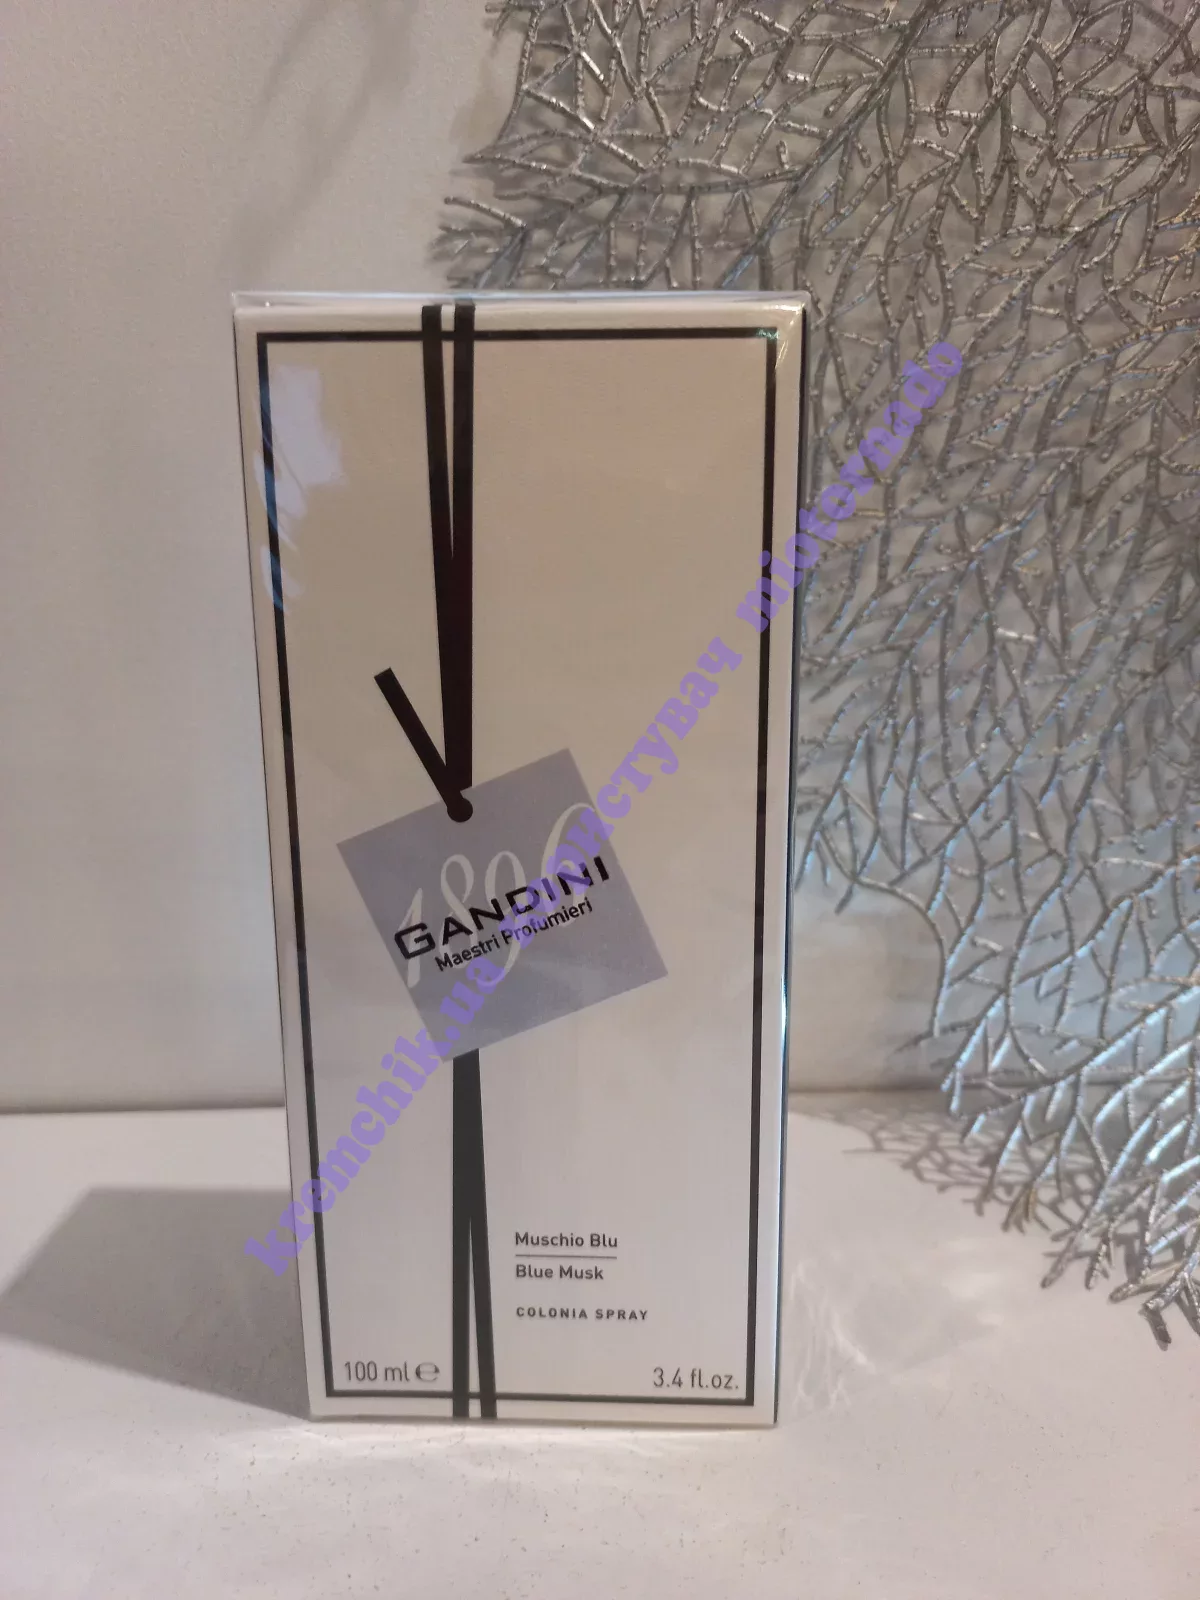 1896
GANDINI
Maestri Profumieri
Muschio Blu
Blue Musk
COLONIA SPRAY
100 ml ℮
3.4 fl.oz.
kremchik.ua користувач miotornado